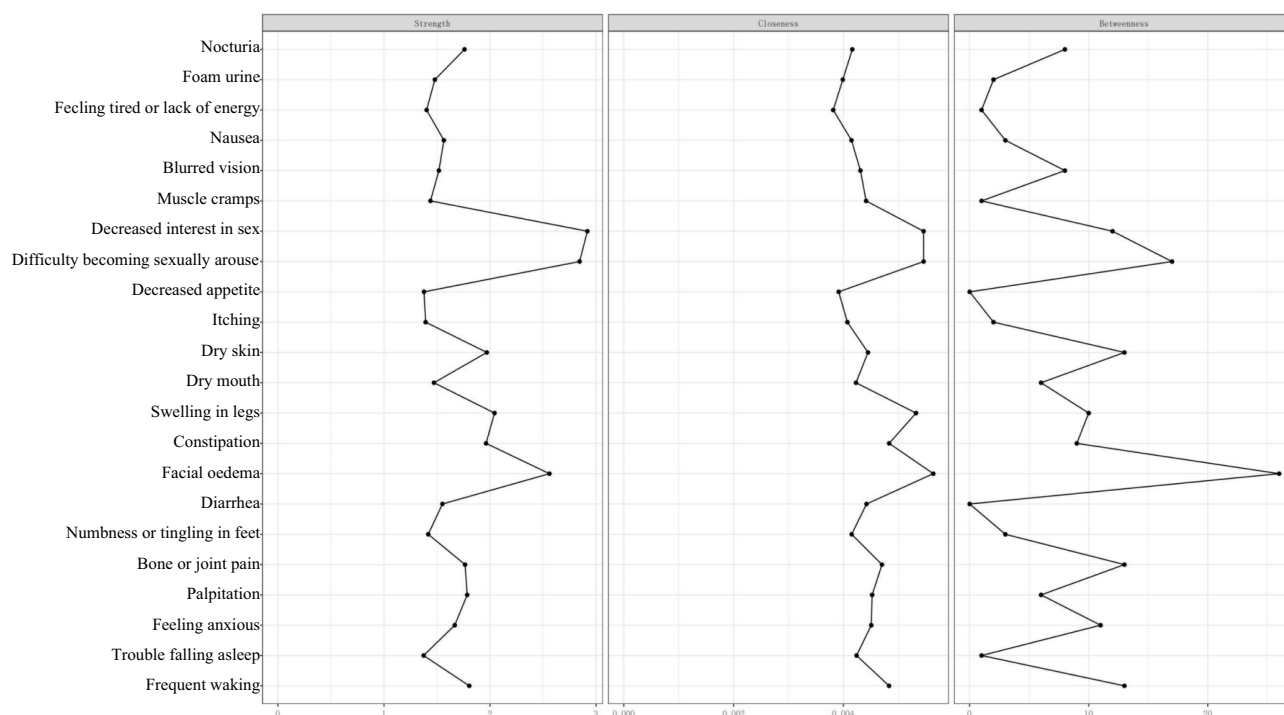 Strength Closeness Betweenness
Nocturia
Foam urine
Fecling tired or lack of energy
Nausea
Blurred vision
Muscle cramps
Decreased interest in sex
Difficulty becoming sexually arouse
Decreased appetite
Itching
Dry skin
Dry mouth
Swelling in legs
Constipation
Facial oedema
Diarrhea
Numbness or tingling in feet
Bone or joint pain
Palpitation
Feeling anxious
Trouble falling asleep
Frequent waking
0 1 2 3 0.000 0.002 0.004 0 10 20